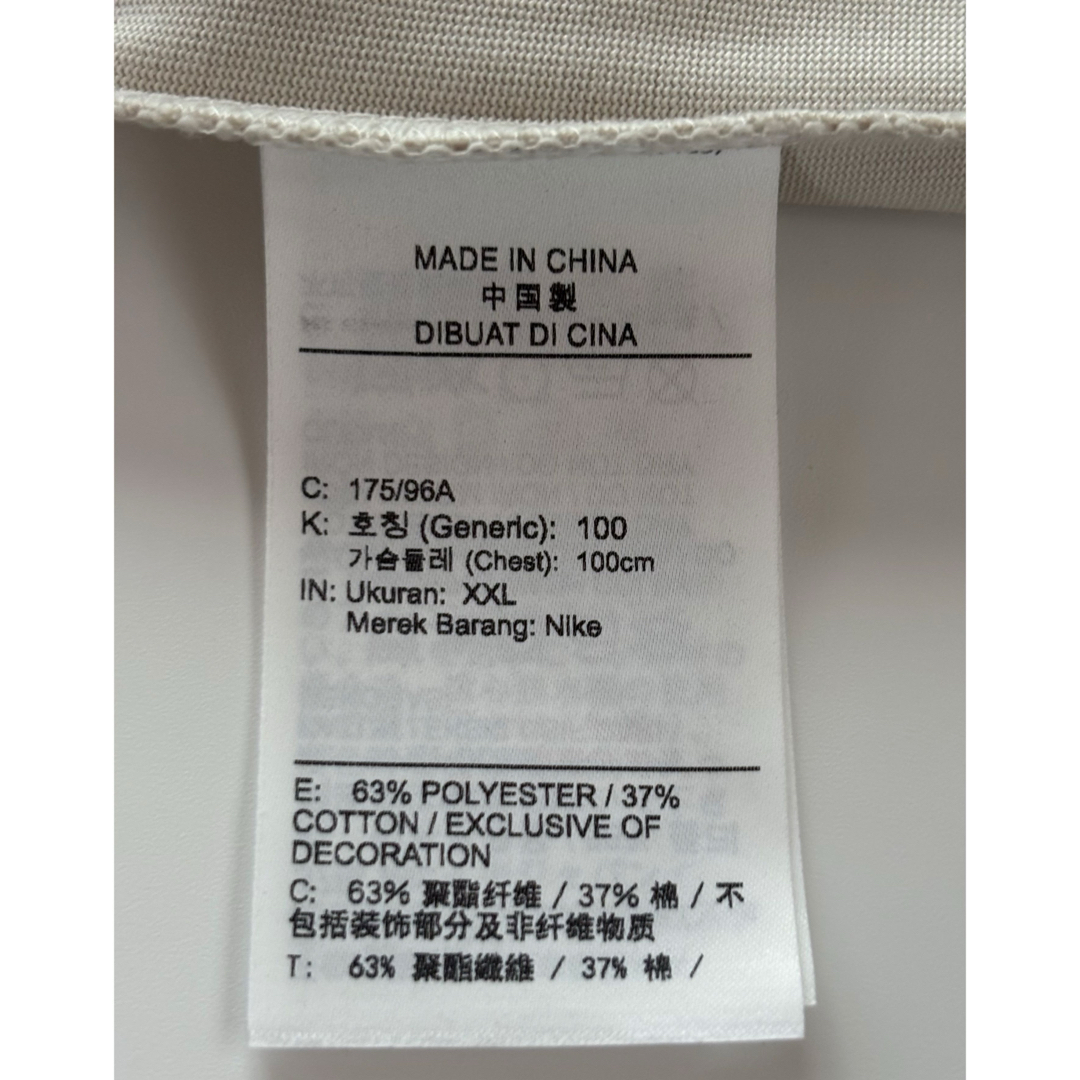 MADE IN CHINA
中国製
DIBUAT DI CINA
C: 175/96A
K: 호칭 (Generic): 100
가슴둘레 (Chest): 100cm
IN: Ukuran: XXL
Merek Barang: Nike
E: 63% POLYESTER / 37%
COTTON / EXCLUSIVE OF
DECORATION
C: 63% 聚酯纤维 / 37% 棉 / 不
包括装饰部分及非纤维物质
T: 63% 聚酯纖維 / 37% 棉 /